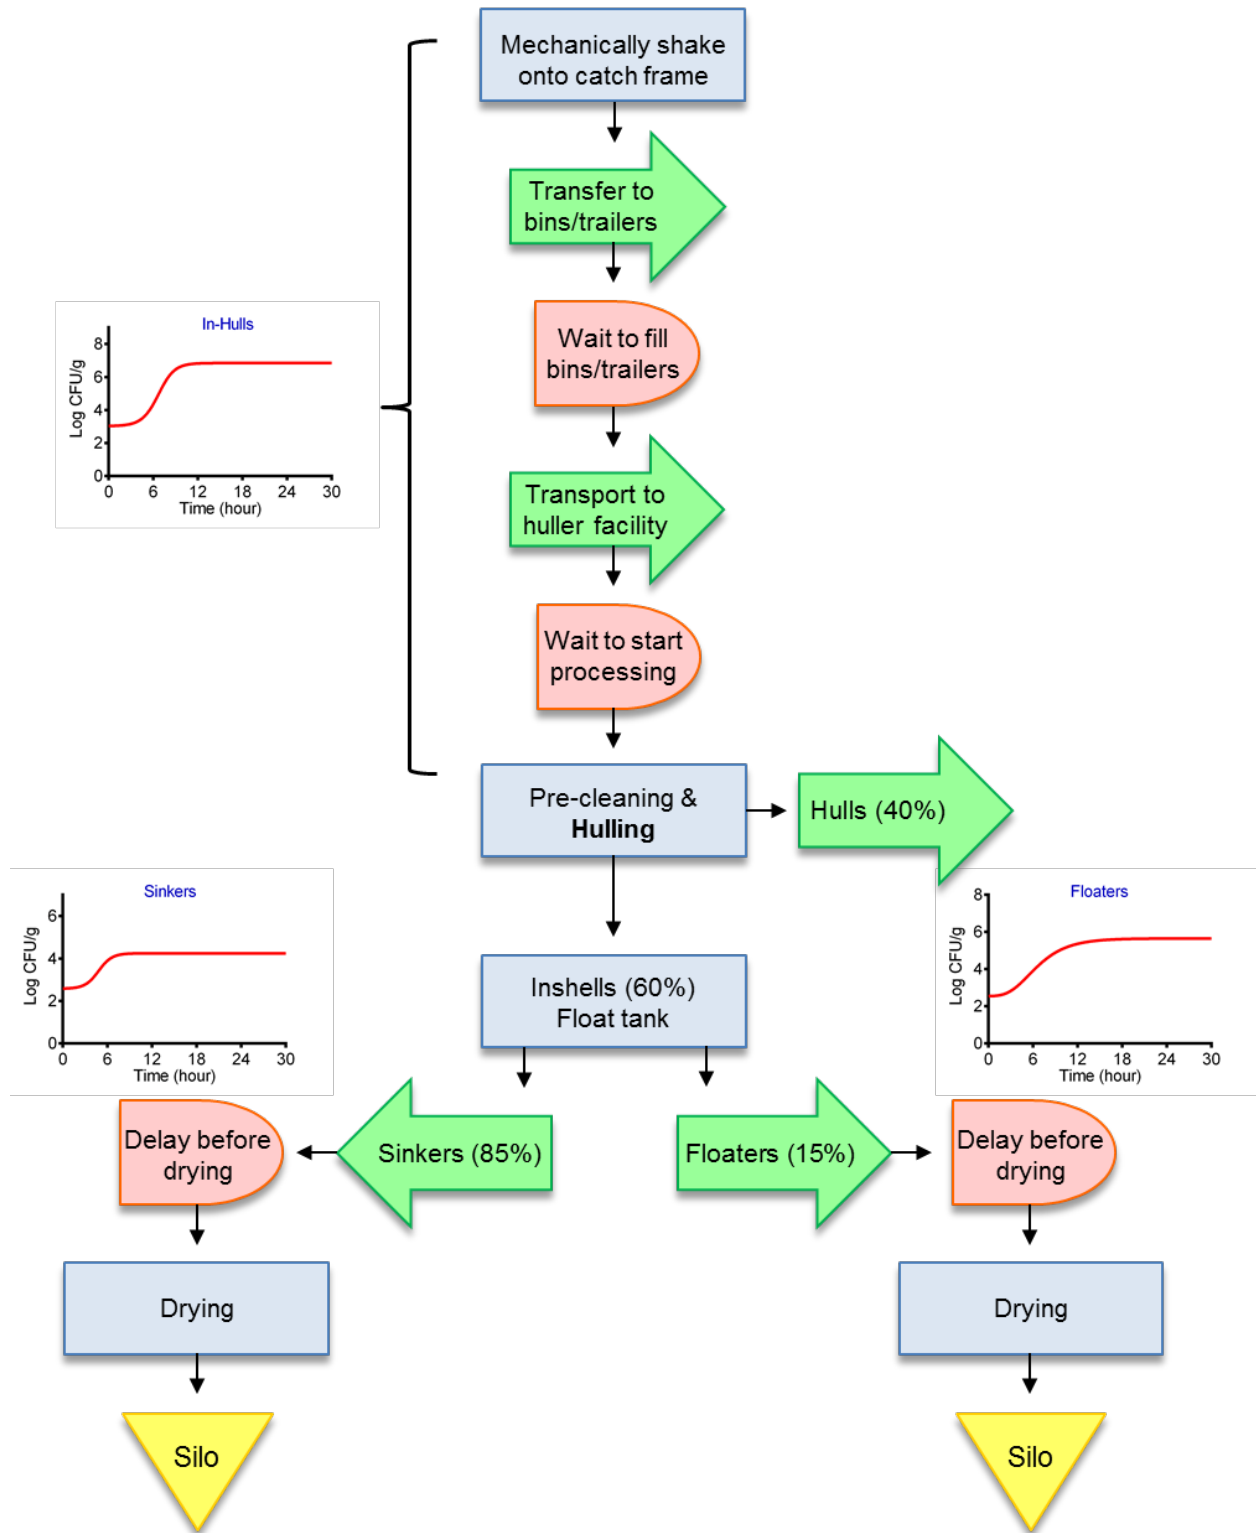 Mechanically shake
onto catch frame
Transfer to
bins/trailers
In-Hulls
Log CFU/g
8
6
4
2
0
0 6 12 18 24 30
Time (hour)
Wait to fill
bins/trailers
Transport to
huller facility
Wait to start
processing
Pre-cleaning &
Hulling
Hulls (40%)
Sinkers
Log CFU/g
6
4
2
0
0 6 12 18 24 30
Time (hour)
Inshells (60%)
Float tank
Floaters
Log CFU/g
8
6
4
2
0
0 6 12 18 24 30
Time (hour)
Delay before
drying
Sinkers (85%)
Floaters (15%)
Delay before
drying
Drying
Drying
Silo
Silo